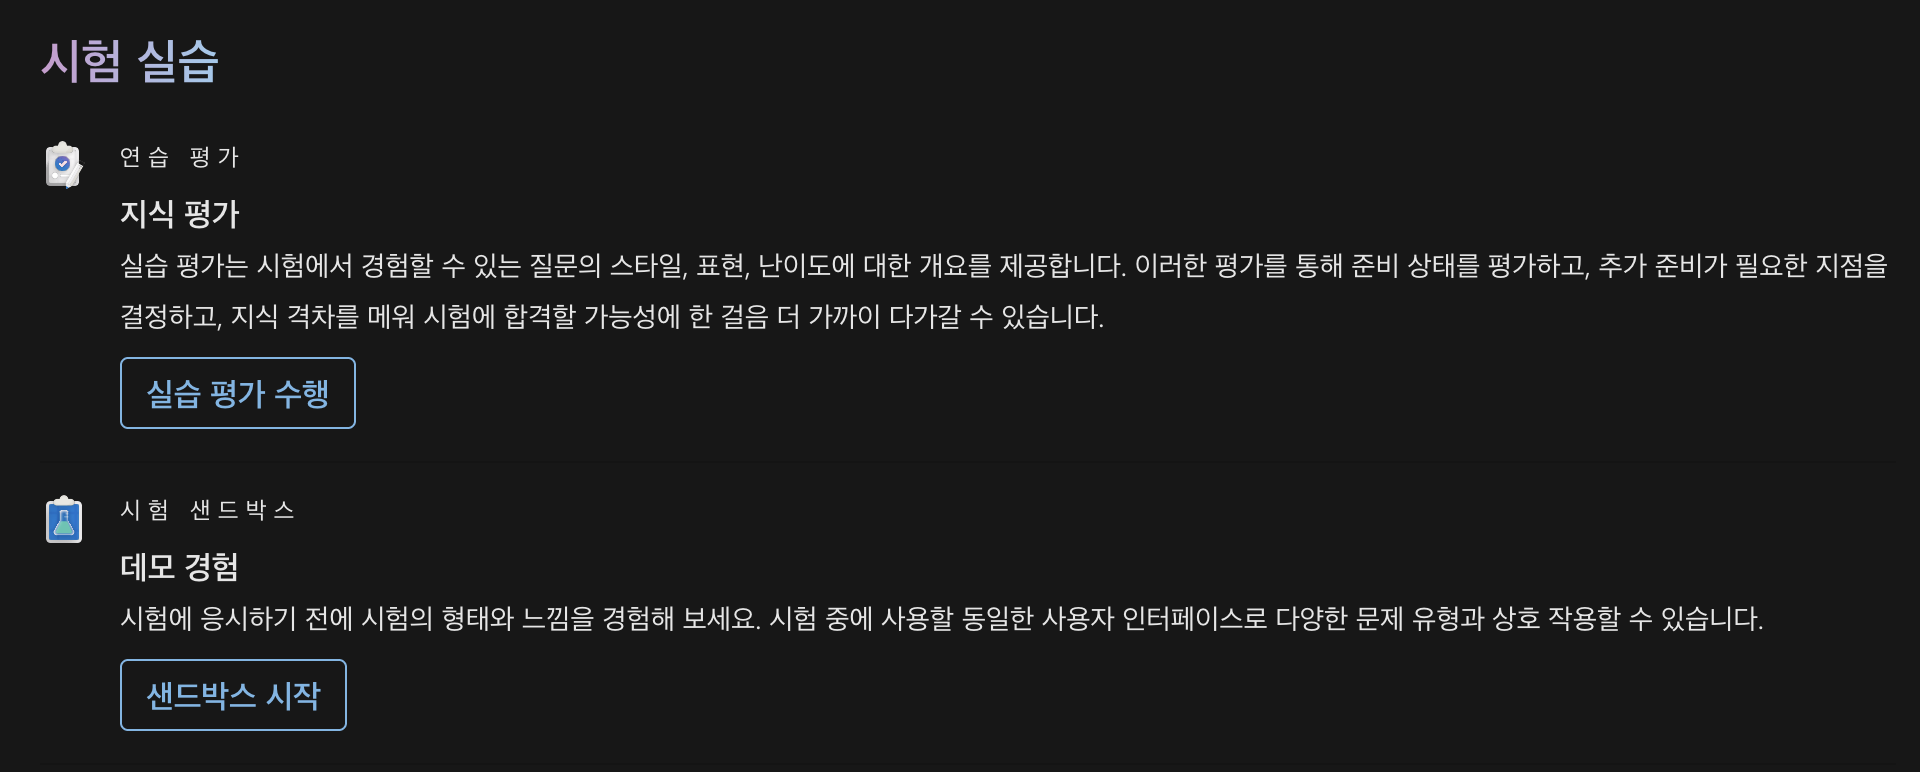 시험 실습
연습 평가
지식 평가
실습 평가는 시험에서 경험할 수 있는 질문의 스타일, 표현, 난이도에 대한 개요를 제공합니다. 이러한 평가를 통해 준비 상태를 평가하고, 추가 준비가 필요한 지점을
결정하고, 지식 격차를 메워 시험에 합격할 가능성에 한 걸음 더 가까이 다가갈 수 있습니다.
실습 평가 수행
시험 샌드박스
데모 경험
시험에 응시하기 전에 시험의 형태와 느낌을 경험해 보세요. 시험 중에 사용할 동일한 사용자 인터페이스로 다양한 문제 유형과 상호 작용할 수 있습니다.
샌드박스 시작